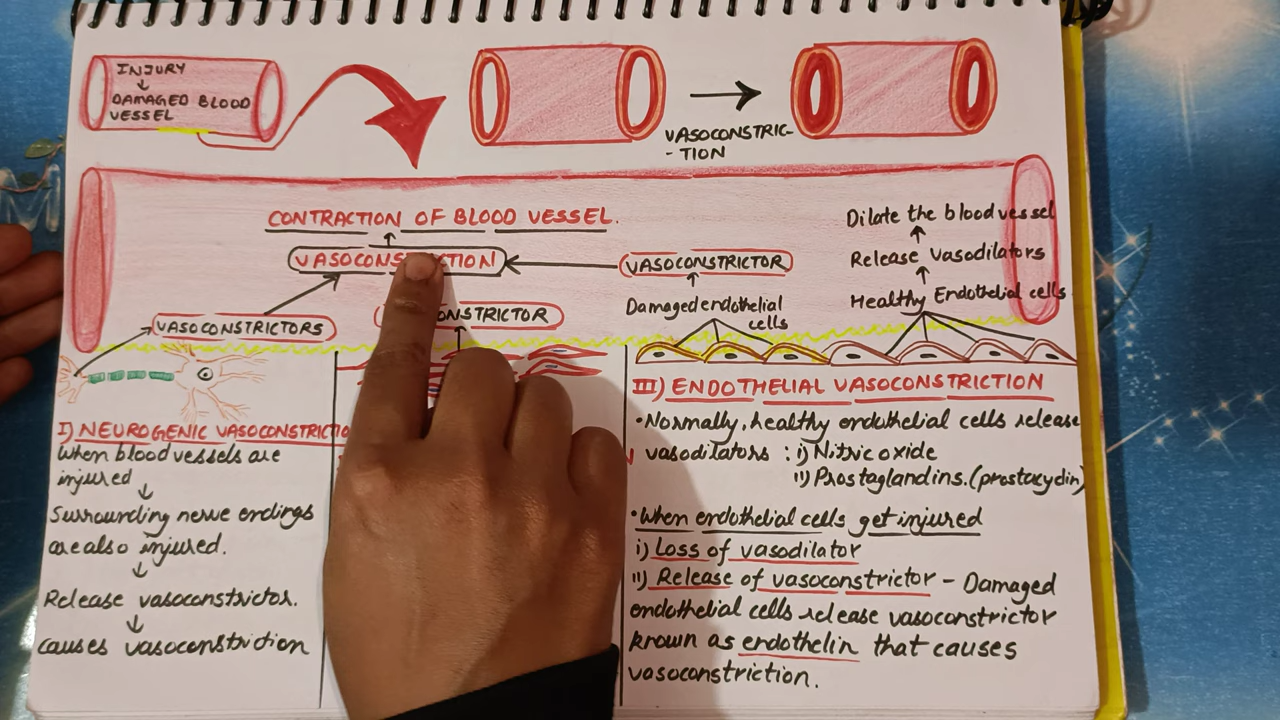 INJURY
DAMAGED BLOOD
VESSEL
VASOCONSTRIC-
-TION
CONTRACTION OF BLOOD VESSEL.
VASOCONSTRICTORS
VASOCONSTRICTOR
Damaged endothelial
cells
Dilate the blood vessel
Release vasodilators
Healthy Endothelial cells
I) NEUROGENIC
When blood vessels are
injured
Surrounding nerve endings
are also injured.
Release vasoconstrictor.
causes vasoconstriction
III) ENDOTHELIAL VASOCONSTRICTION
•Normally, healthy endothelial cells release
vasodilators : i) Nitric oxide
ii) Prostaglandins.(prostacydin)
•When endothelial cells get injured
i) Loss of vasodilator
ii) Release of vasoconstrictor - Damaged
endothelial cells release vasoconstrictor
known as endothelin that causes
vasoconstriction.